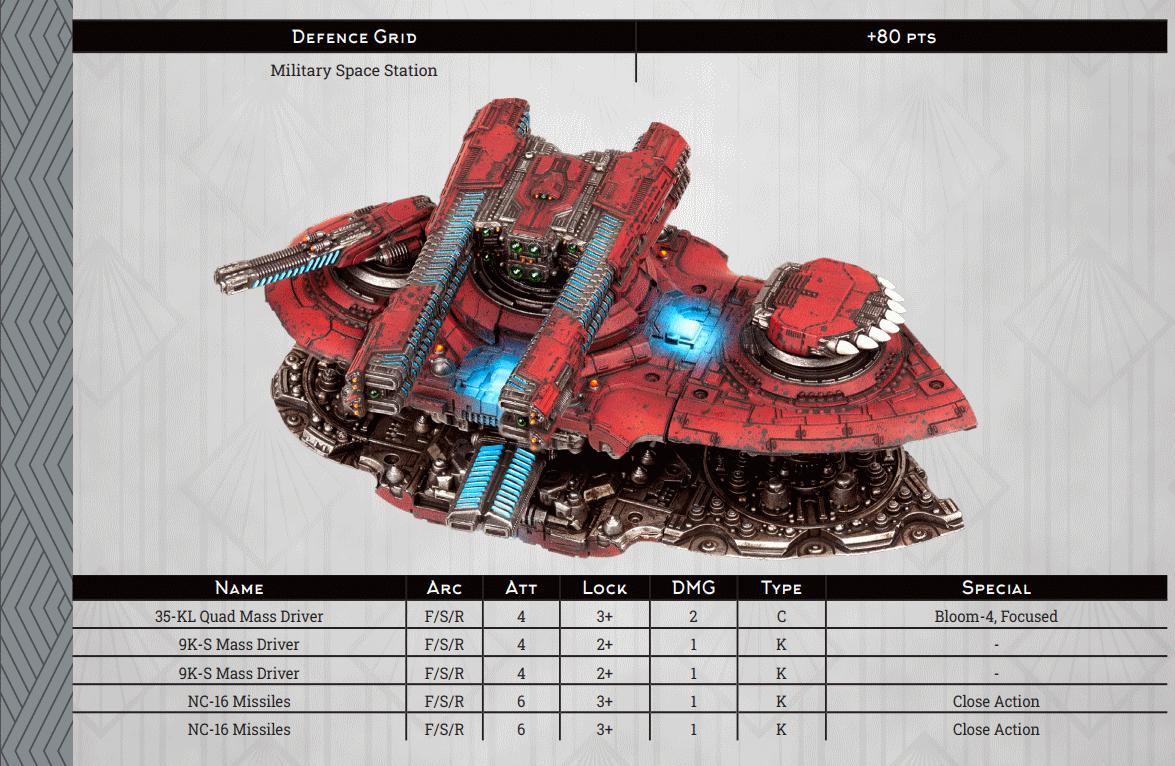 Defence Grid +80 pts
Military Space Station
Name Arc Att Lock DMG Type Special
35-KL Quad Mass Driver F/S/R 4 3+ 2 C Bloom-4, Focused
9K-S Mass Driver F/S/R 4 2+ 1 K -
9K-S Mass Driver F/S/R 4 2+ 1 K -
NC-16 Missiles F/S/R 6 3+ 1 K Close Action
NC-16 Missiles F/S/R 6 3+ 1 K Close Action